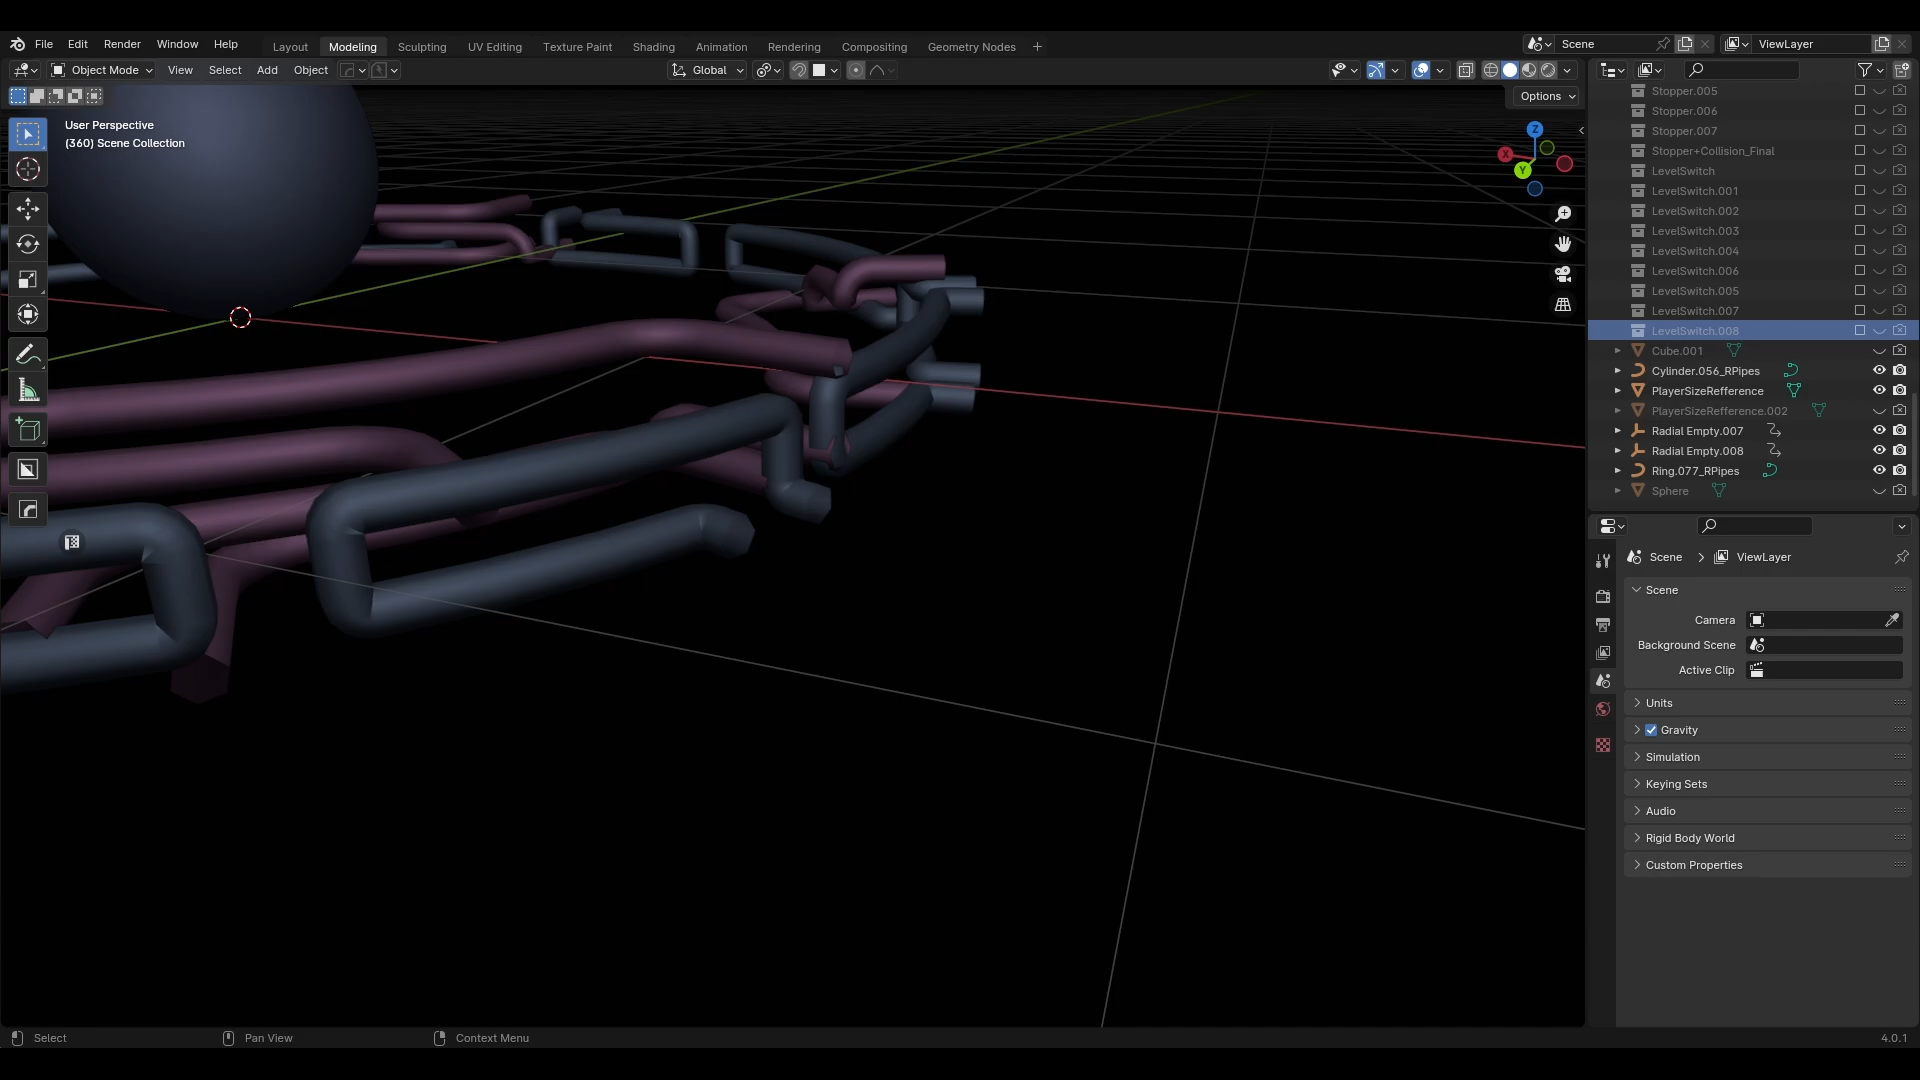 File Edit Render Window Help
Layout Modeling Sculpting UV Editing Texture Paint Shading Animation Rendering Compositing Geometry Nodes +
Scene ViewLayer
Object Mode View Select Add Object Global
Options
User Perspective
(360) Scene Collection
Z
X
Y
Stopper.005
Stopper.006
Stopper.007
Stopper+Collision_Final
LevelSwitch
LevelSwitch.001
LevelSwitch.002
LevelSwitch.003
LevelSwitch.004
LevelSwitch.006
LevelSwitch.005
LevelSwitch.007
LevelSwitch.008
Cube.001
Cylinder.056_RPipes
PlayerSizeRefference
PlayerSizeRefference.002
Radial Empty.007
Radial Empty.008
Ring.077_RPipes
Sphere
Scene ViewLayer
Scene
Camera
Background Scene
Active Clip
Units
Gravity
Simulation
Keying Sets
Audio
Rigid Body World
Custom Properties
Select Pan View Context Menu 4.0.1